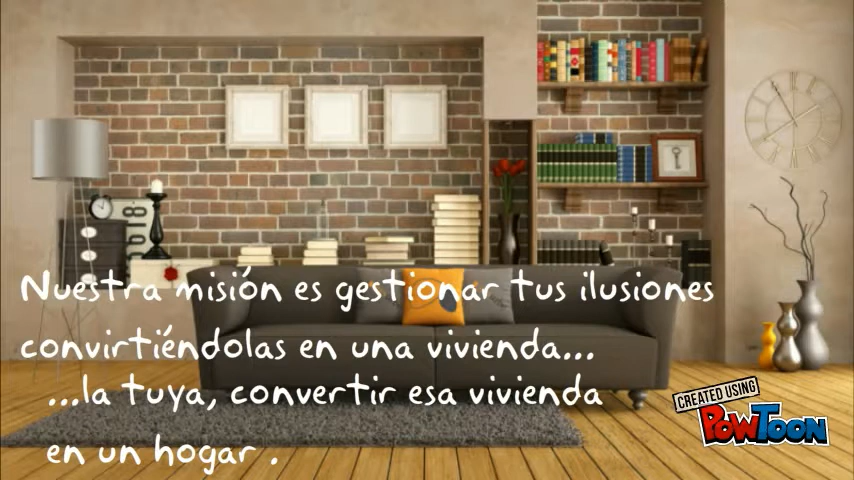 Nuestra misión es gestionar tus ilusiones
convirtiéndolas en una vivienda...
...la tuya, convertir esa vivienda
en un hogar .
CREATED USING
POWTOON